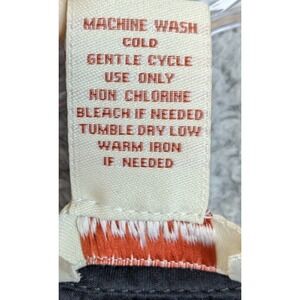 MACHINE WASH
COLD
GENTLE CYCLE
USE ONLY
NON CHLORINE
BLEACH IF NEEDED
TUMBLE DRY LOW
WARM IRON
IF NEEDED